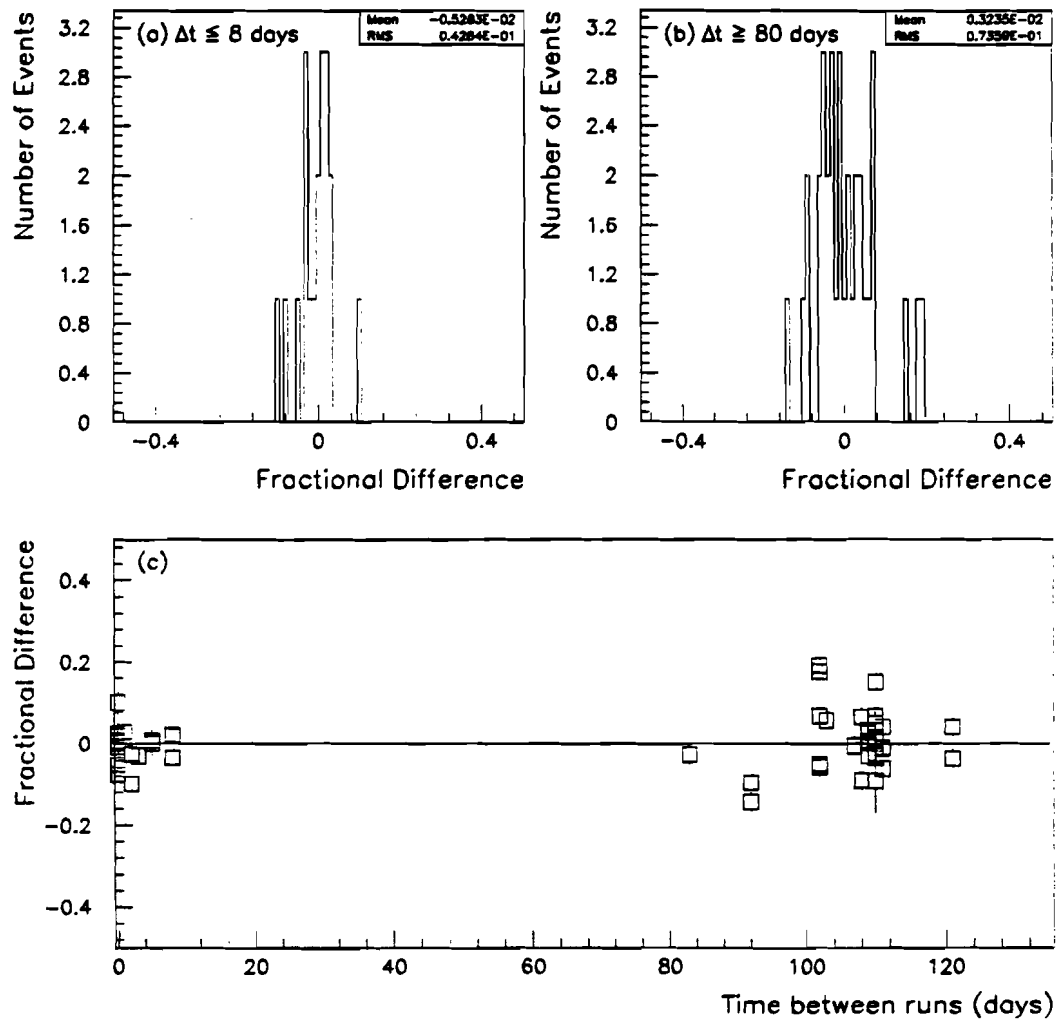 (a) Δt ≦ 8 days
Mean -0.5263E-02
RMS 0.4264E-01
Number of Events
3.2
2.8
2.4
2
1.6
1.2
0.8
0.4
0
-0.4
0
0.4
Fractional Difference
(b) Δt ≧ 80 days
Mean 0.3235E-02
RMS 0.7359E-01
Number of Events
3.2
2.8
2.4
2
1.6
1.2
0.8
0.4
0
-0.4
0
0.4
Fractional Difference
(c)
Fractional Difference
0.4
0.2
0
-0.2
-0.4
0
20
40
60
80
100
120
Time between runs (days)